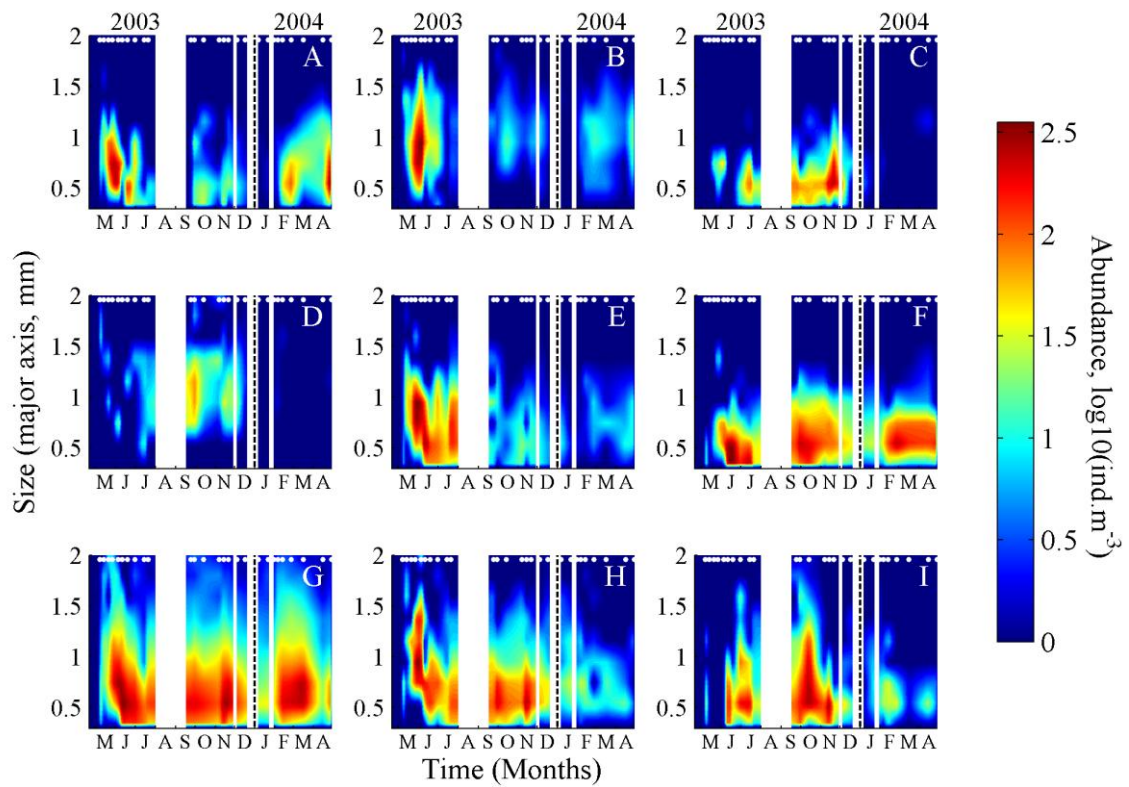 2003 2004 2003 2004 2003 2004
2 A 2 B 2 C
1.5 1.5 1.5
1 1 1
0.5 0.5 0.5
M J J A S O N D J F M A M J J A S O N D J F M A M J J A S O N D J F M A
2 D 2 E 2 F
1.5 1.5 1.5
1 1 1
0.5 0.5 0.5
M J J A S O N D J F M A M J J A S O N D J F M A M J J A S O N D J F M A
2 G 2 H 2 I
1.5 1.5 1.5
1 1 1
0.5 0.5 0.5
M J J A S O N D J F M A M J J A S O N D J F M A M J J A S O N D J F M A
Size (major axis, mm)
Time (Months)
2.5
2
1.5
1
0.5
0
Abundance, log10(ind.m⁻³)